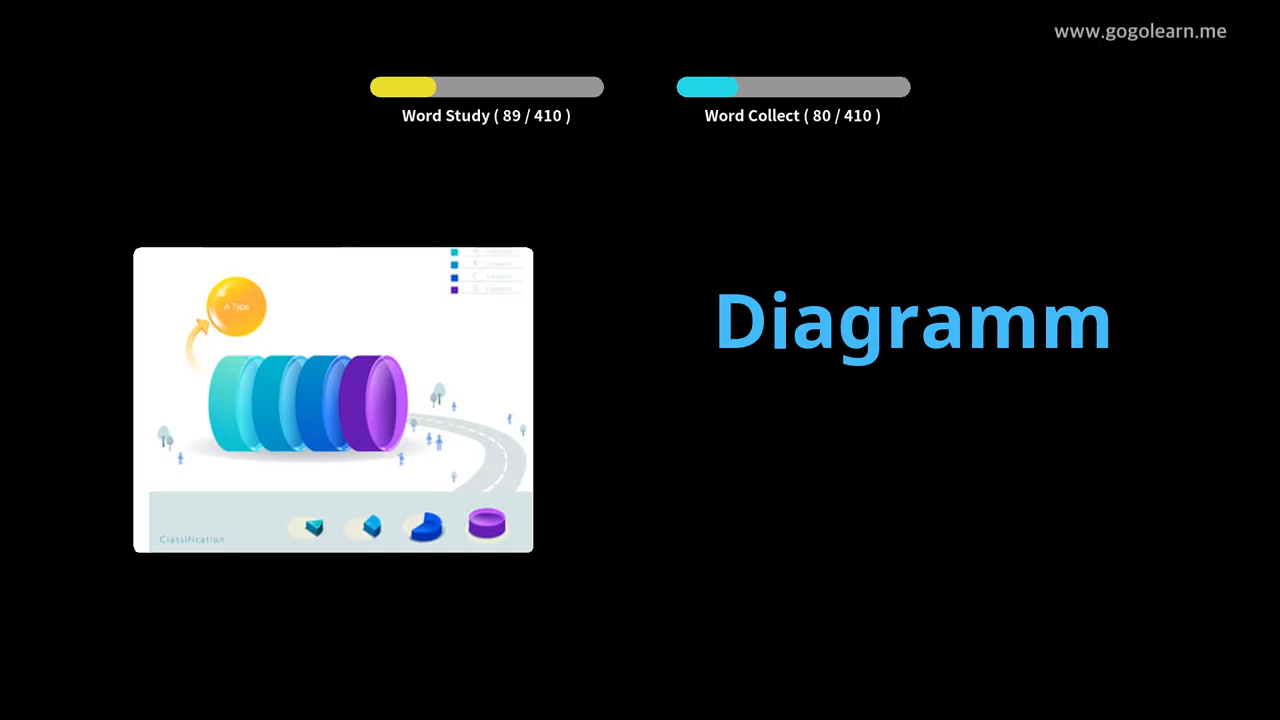 www.gogolearn.me
Word Study ( 89 / 410 )
Word Collect ( 80 / 410 )
A Type
Diagramm
C
Classification